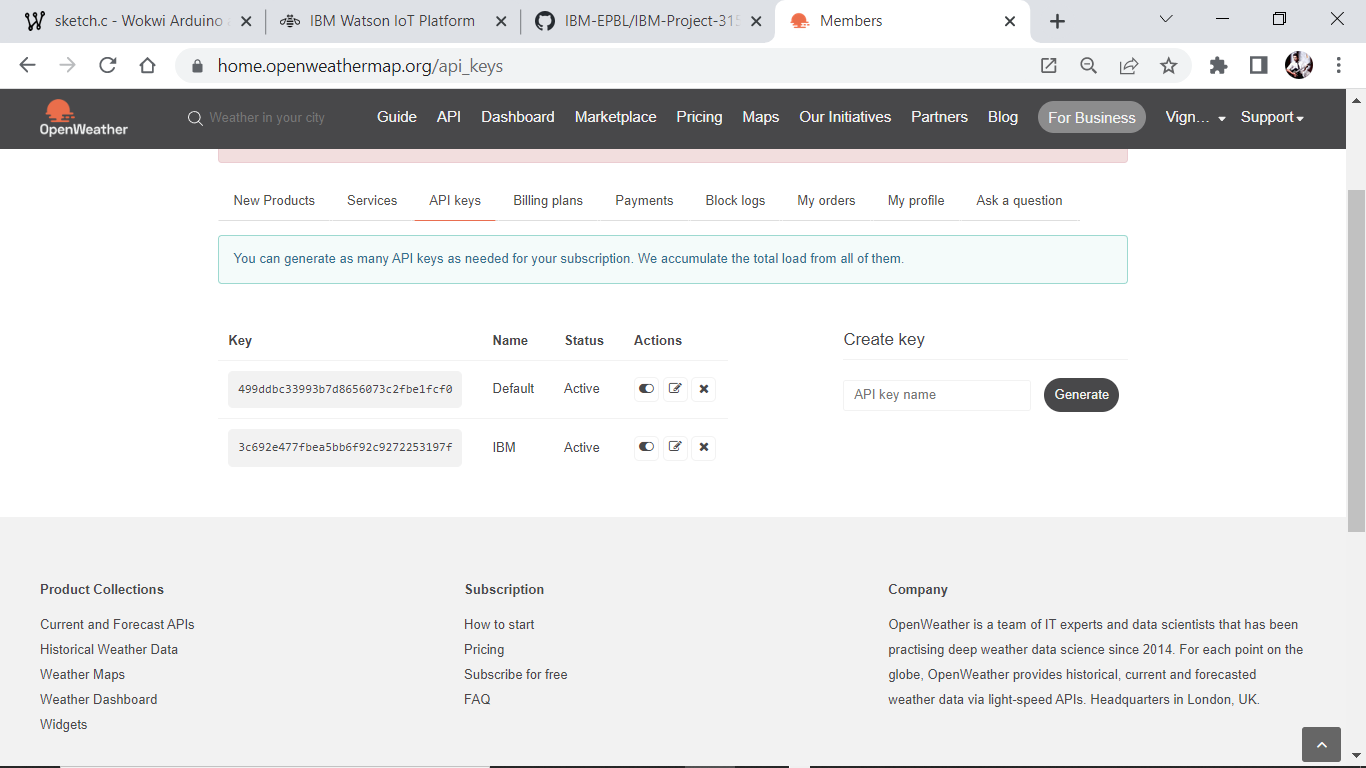 sketch.c - Wokwi Arduino
IBM Watson IoT Platform
IBM-EPBL/IBM-Project-315
Members
home.openweathermap.org/api_keys
OpenWeather
Weather in your city
Guide API Dashboard Marketplace Pricing Maps Our Initiatives Partners Blog For Business Vign... Support
New Products Services API keys Billing plans Payments Block logs My orders My profile Ask a question
You can generate as many API keys as needed for your subscription. We accumulate the total load from all of them.
Key Name Status Actions
499ddbc33993b7d8656073c2fbe1fcf0 Default Active
3c692e477fbea5bb6f92c9272253197f IBM Active
Create key
API key name Generate
Product Collections
Current and Forecast APIs
Historical Weather Data
Weather Maps
Weather Dashboard
Widgets
Subscription
How to start
Pricing
Subscribe for free
FAQ
Company
OpenWeather is a team of IT experts and data scientists that has been
practising deep weather data science since 2014. For each point on the
globe, OpenWeather provides historical, current and forecasted
weather data via light-speed APIs. Headquarters in London, UK.